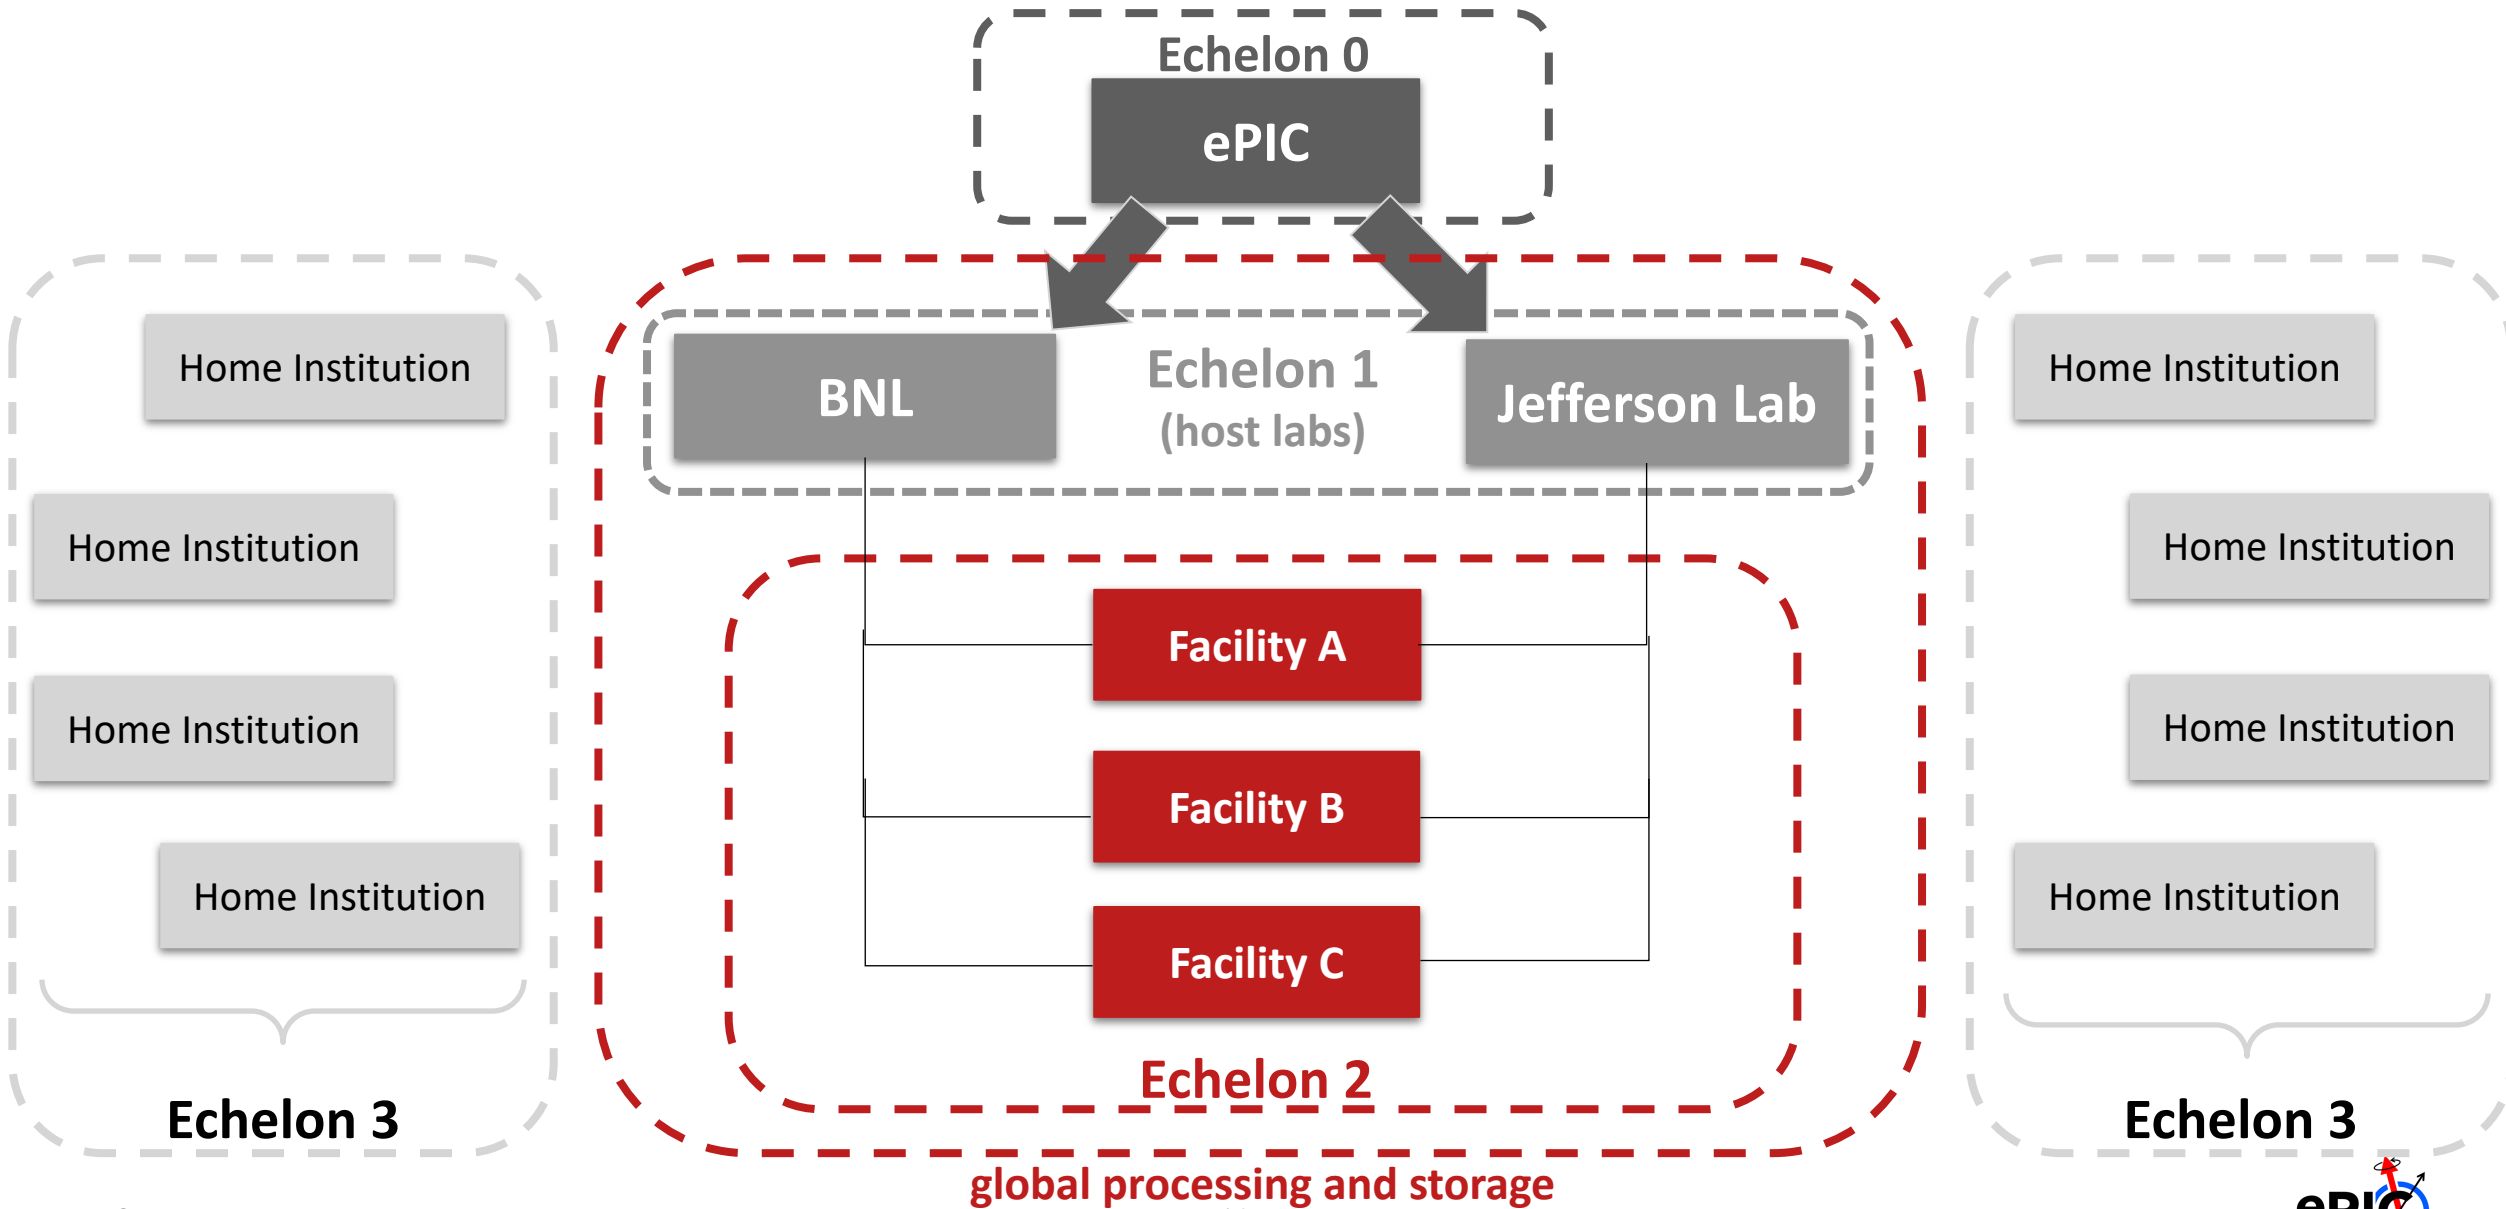 Echelon 0
ePIC
Home Institution
Home Institution
Home Institution
Home Institution
Echelon 3
BNL
Echelon 1
(host labs)
Jefferson Lab
Facility A
Facility B
Facility C
Echelon 2
global processing and storage
Home Institution
Home Institution
Home Institution
Home Institution
Echelon 3
ePIC